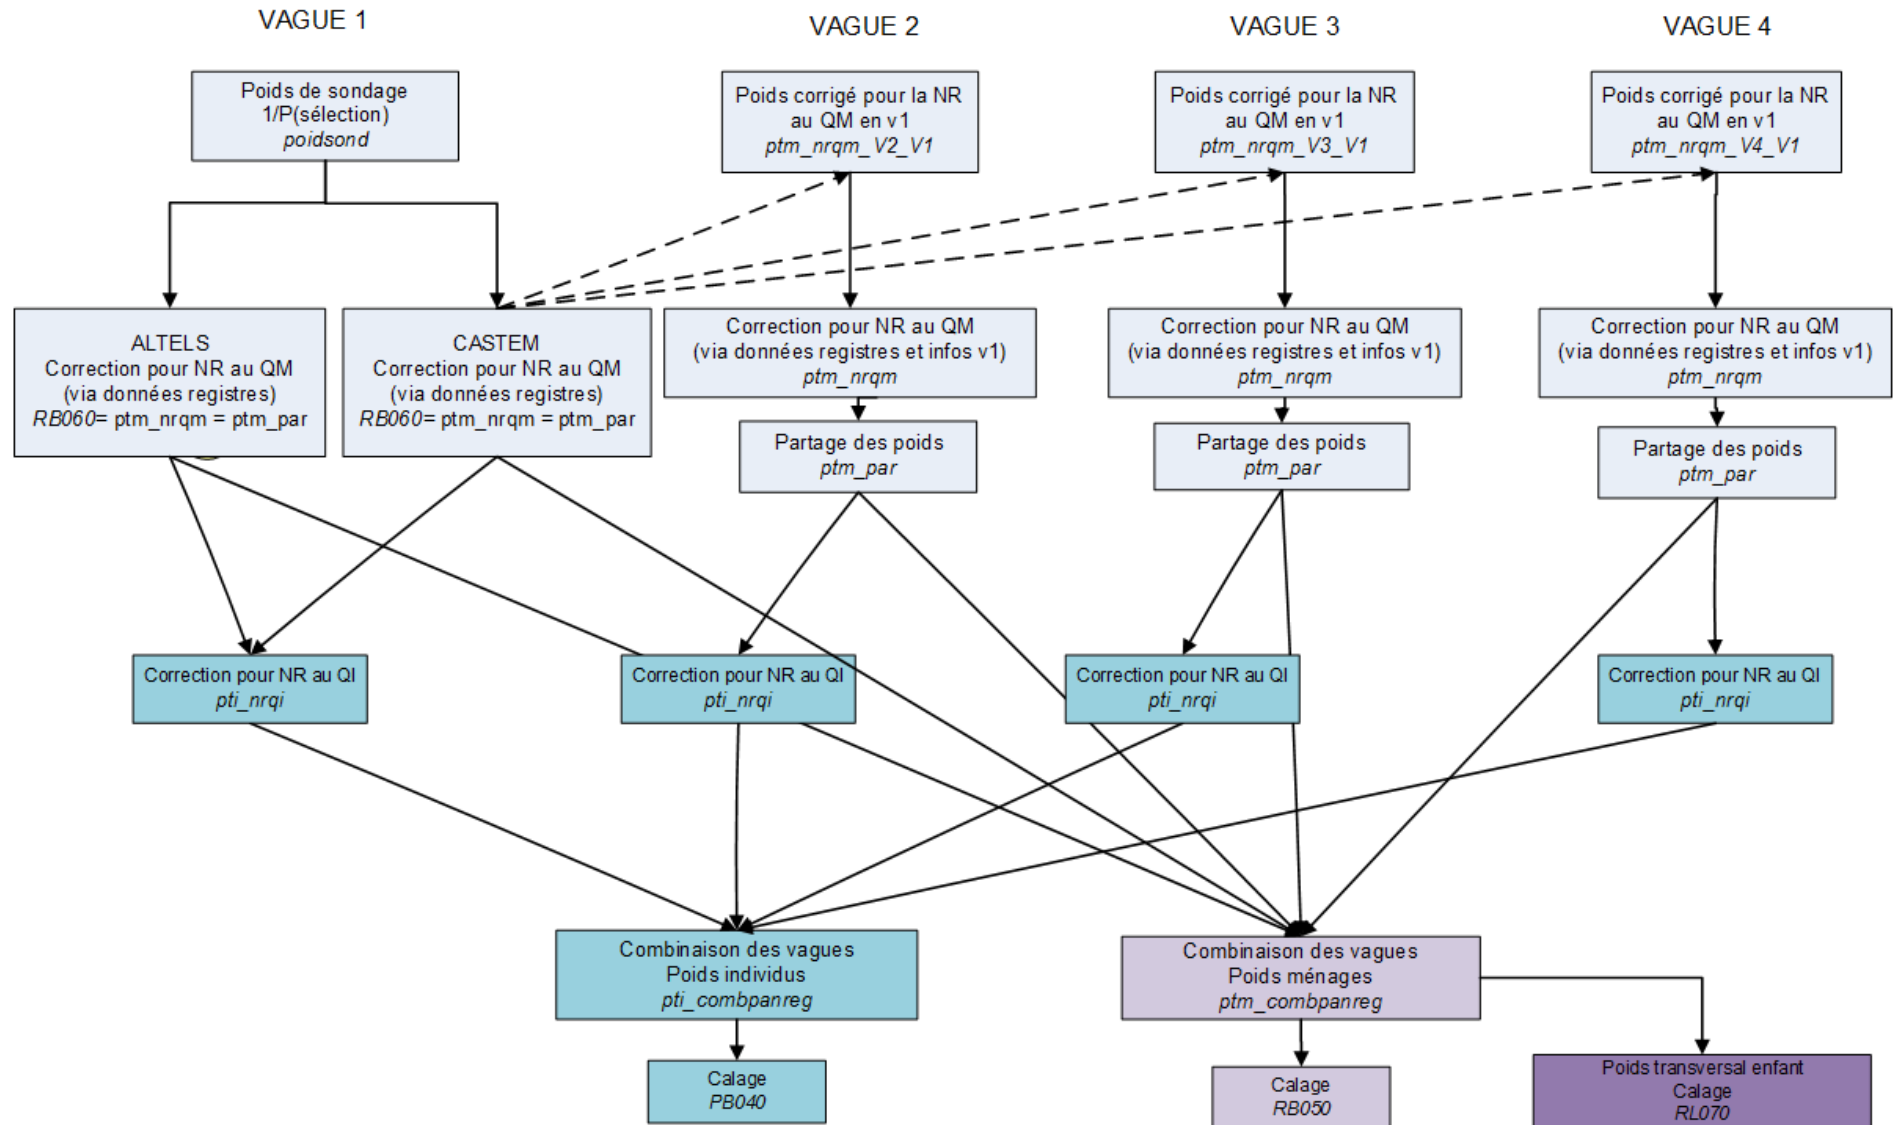 VAGUE 1
VAGUE 2
VAGUE 3
VAGUE 4
Poids de sondage
1/P(sélection)
poidsond
Poids corrigé pour la NR
au QM en v1
ptm_nrqm_V2_V1
Poids corrigé pour la NR
au QM en v1
ptm_nrqm_V3_V1
Poids corrigé pour la NR
au QM en v1
ptm_nrqm_V4_V1
ALTELS
Correction pour NR au QM
(via données registres)
RB060= ptm_nrqm = ptm_par
CASTEM
Correction pour NR au QM
(via données registres)
RB060= ptm_nrqm = ptm_par
Correction pour NR au QM
(via données registres et infos v1)
ptm_nrqm
Correction pour NR au QM
(via données registres et infos v1)
ptm_nrqm
Correction pour NR au QM
(via données registres et infos v1)
ptm_nrqm
Partage des poids
ptm_par
Partage des poids
ptm_par
Partage des poids
ptm_par
Correction pour NR au QI
pti_nrqi
Correction pour NR au QI
pti_nrqi
Correction pour NR au QI
pti_nrqi
Correction pour NR au QI
pti_nrqi
Combinaison des vagues
Poids individus
pti_combpanreg
Combinaison des vagues
Poids ménages
ptm_combpanreg
Calage
PB040
Calage
RB050
Poids transversal enfant
Calage
RL070